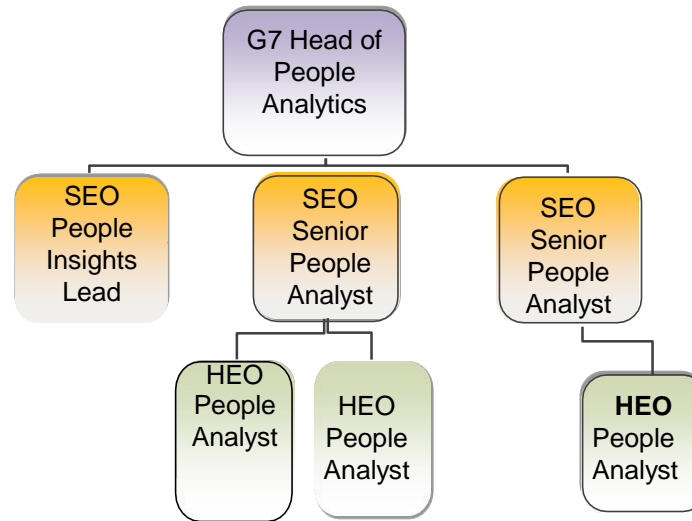 G7 Head of
People
Analytics
SEO
People
Insights
Lead
SEO
Senior
People
Analyst
SEO
Senior
People
Analyst
HEO
People
Analyst
HEO
People
Analyst
HEO
People
Analyst